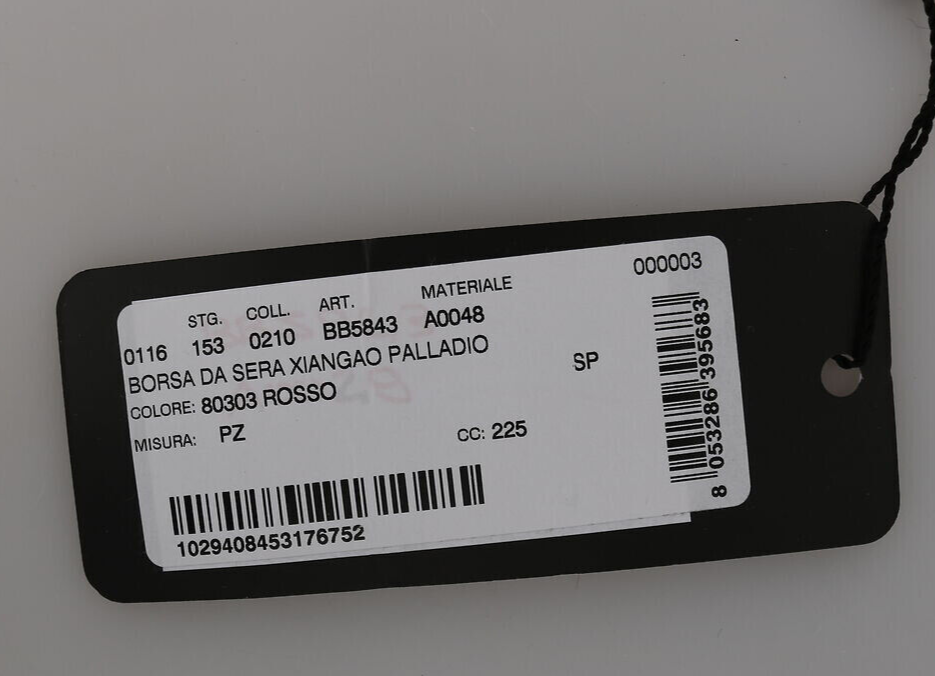 000003
STG. COLL. ART. MATERIALE
0116 153 0210 BB5843 A0048
BORSA DA SERA XIANGAO PALLADIO
SP
COLORE: 80303 ROSSO
MISURA: PZ CC: 225
1029408453176752
8 053286 395683